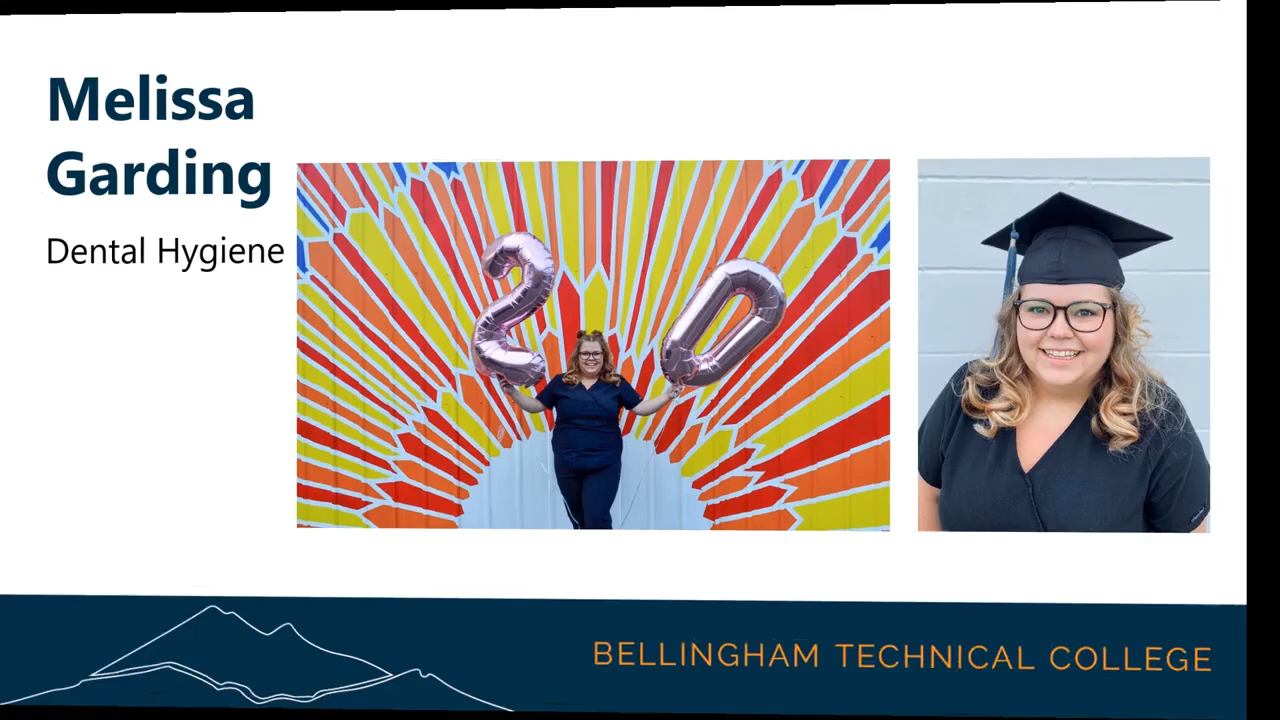 Melissa
Garding
Dental Hygiene
20
BELLINGHAM TECHNICAL COLLEGE